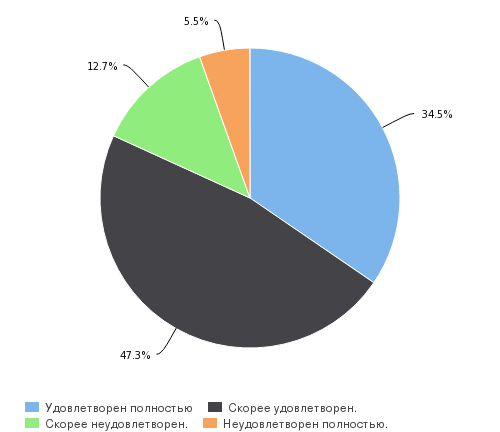 5.5%
12.7%
34.5%
47.3%
Удовлетворен полностью
Скорее удовлетворен.
Скорее неудовлетворен.
Неудовлетворен полностью.